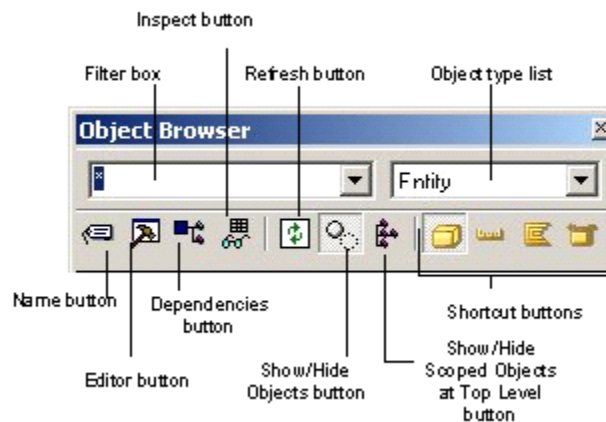 Inspect button
Filter box
Refresh button
Object type list
Object Browser
*
Entity
Name button
Dependencies
button
Shortcut buttons
Editor button
Show/Hide
Objects button
Show/Hide
Scoped Objects
at Top Level
button